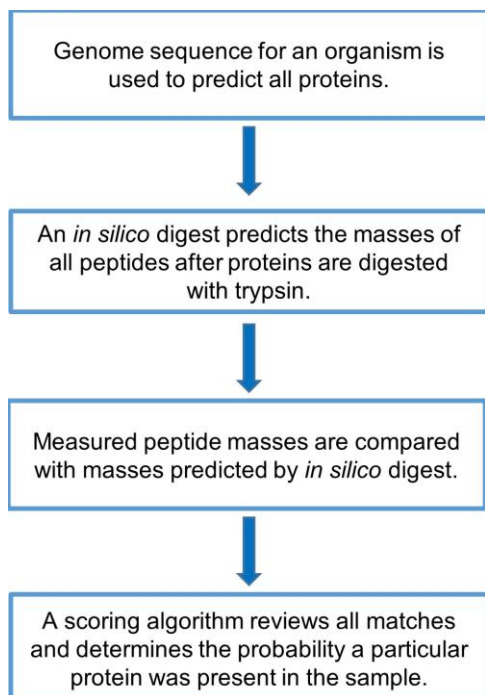 Genome sequence for an organism is
used to predict all proteins.
An in silico digest predicts the masses of
all peptides after proteins are digested
with trypsin.
Measured peptide masses are compared
with masses predicted by in silico digest.
A scoring algorithm reviews all matches
and determines the probability a particular
protein was present in the sample.